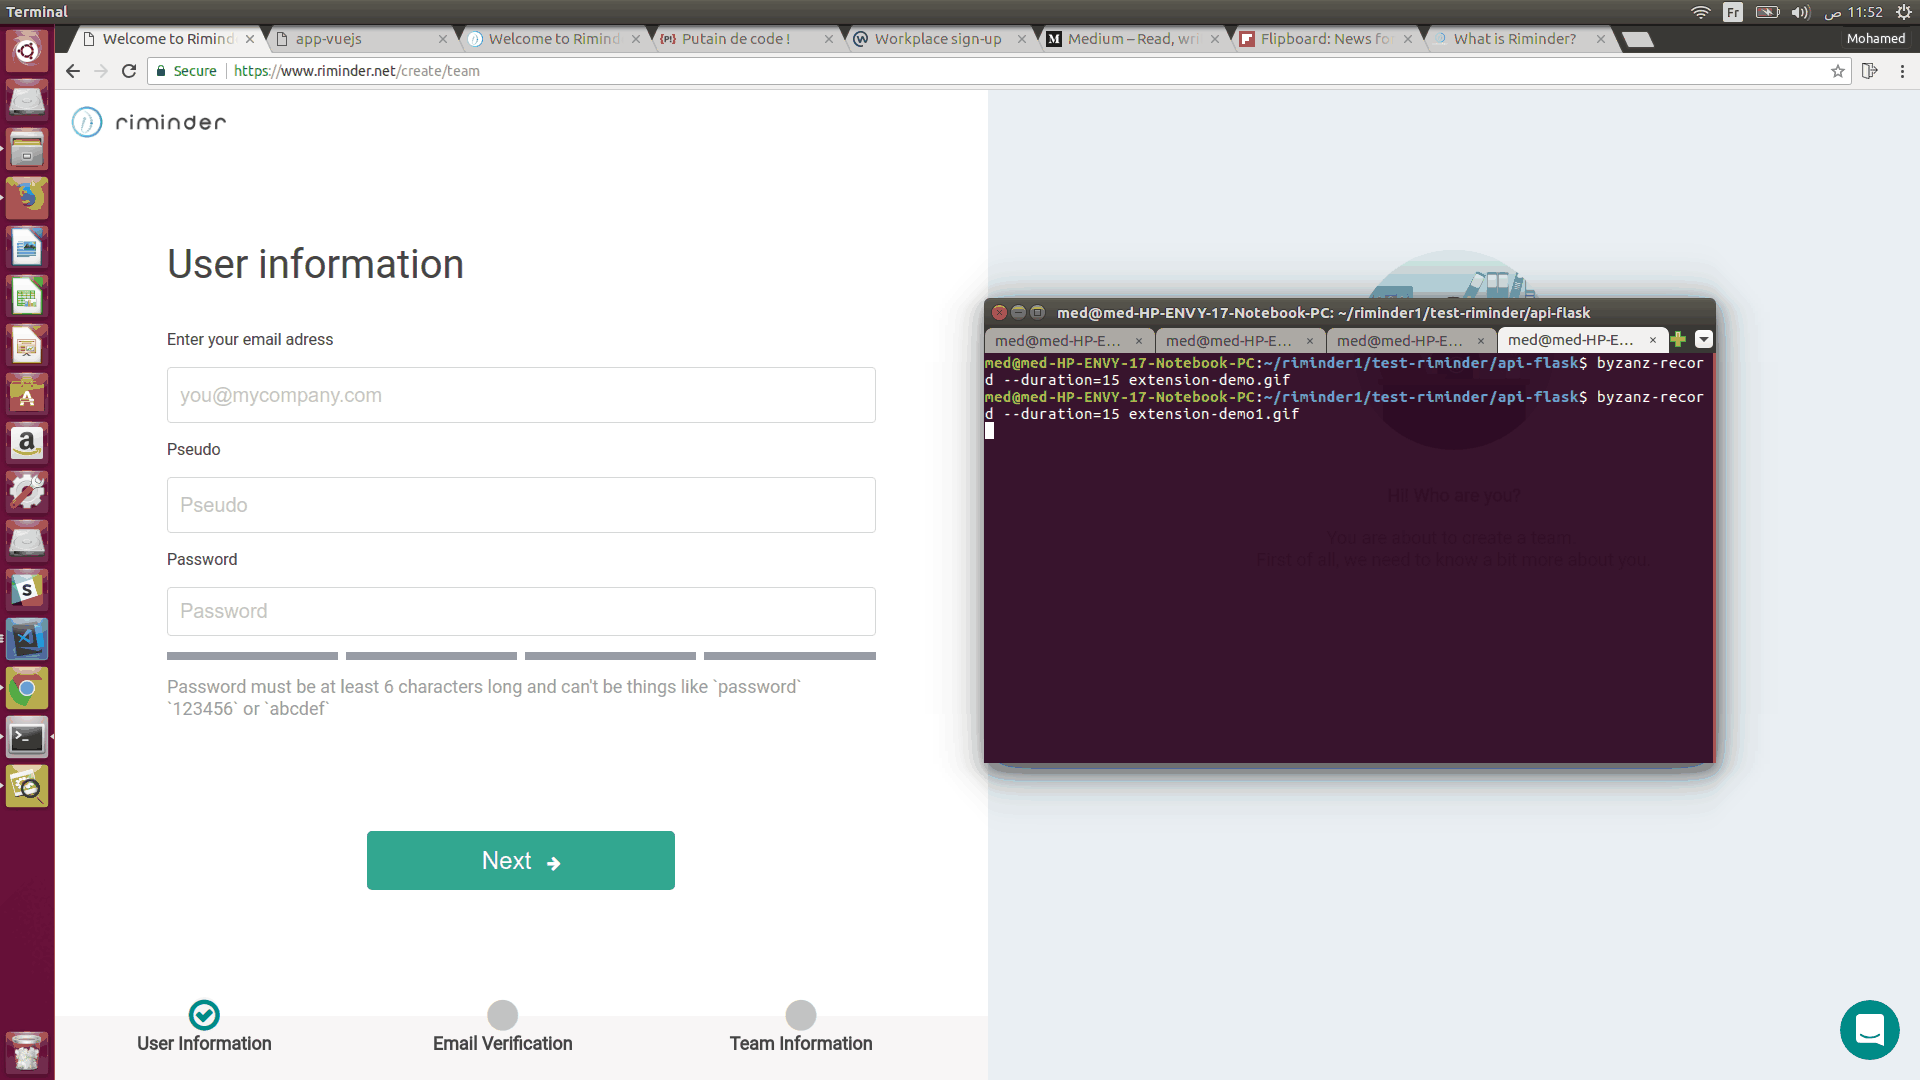 Terminal
Fr
ص 11:52
Welcome to Rimind
app-vuejs
Welcome to Rimind
{PI} Putain de code !
Workplace sign-up
M Medium – Read, wri
Flipboard: News fo
What is Riminder?
Mohamed
Secure
https://www.riminder.net/create/team
riminder
User information
Enter your email adress
you@mycompany.com
Pseudo
Pseudo
Password
Password
Password must be at least 6 characters long and can't be things like `password`
`123456` or `abcdef`
Next
User Information
Email Verification
Team Information
med@med-HP-ENVY-17-Notebook-PC: ~/riminder1/test-riminder/api-flask
med@med-HP-E...
med@med-HP-E...
med@med-HP-E...
med@med-HP-E...
med@med-HP-ENVY-17-Notebook-PC:~/riminder1/test-riminder/api-flask$ byzanz-recor
d --duration=15 extension-demo.gif
med@med-HP-ENVY-17-Notebook-PC:~/riminder1/test-riminder/api-flask$ byzanz-recor
d --duration=15 extension-demo1.gif
Hi! Who are you?
You are about to create a team.
First of all, we need to know a bit more about you.